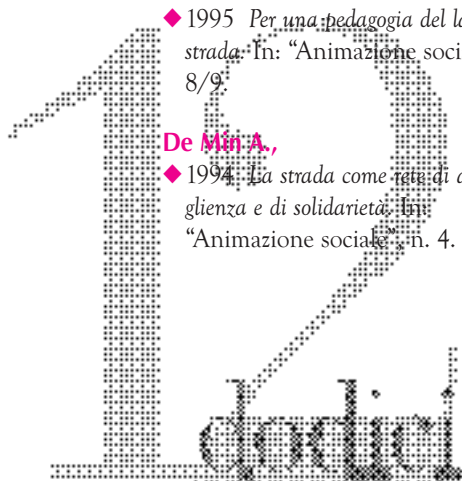 ◆ 1995 Per una pedagogia del la
strada. In: “Animazione soci
8/9.
De Min A.,
◆ 1994 La strada come rete di a
glienza e di solidarietà. In:
“Animazione sociale”, n. 4.
12
dodici